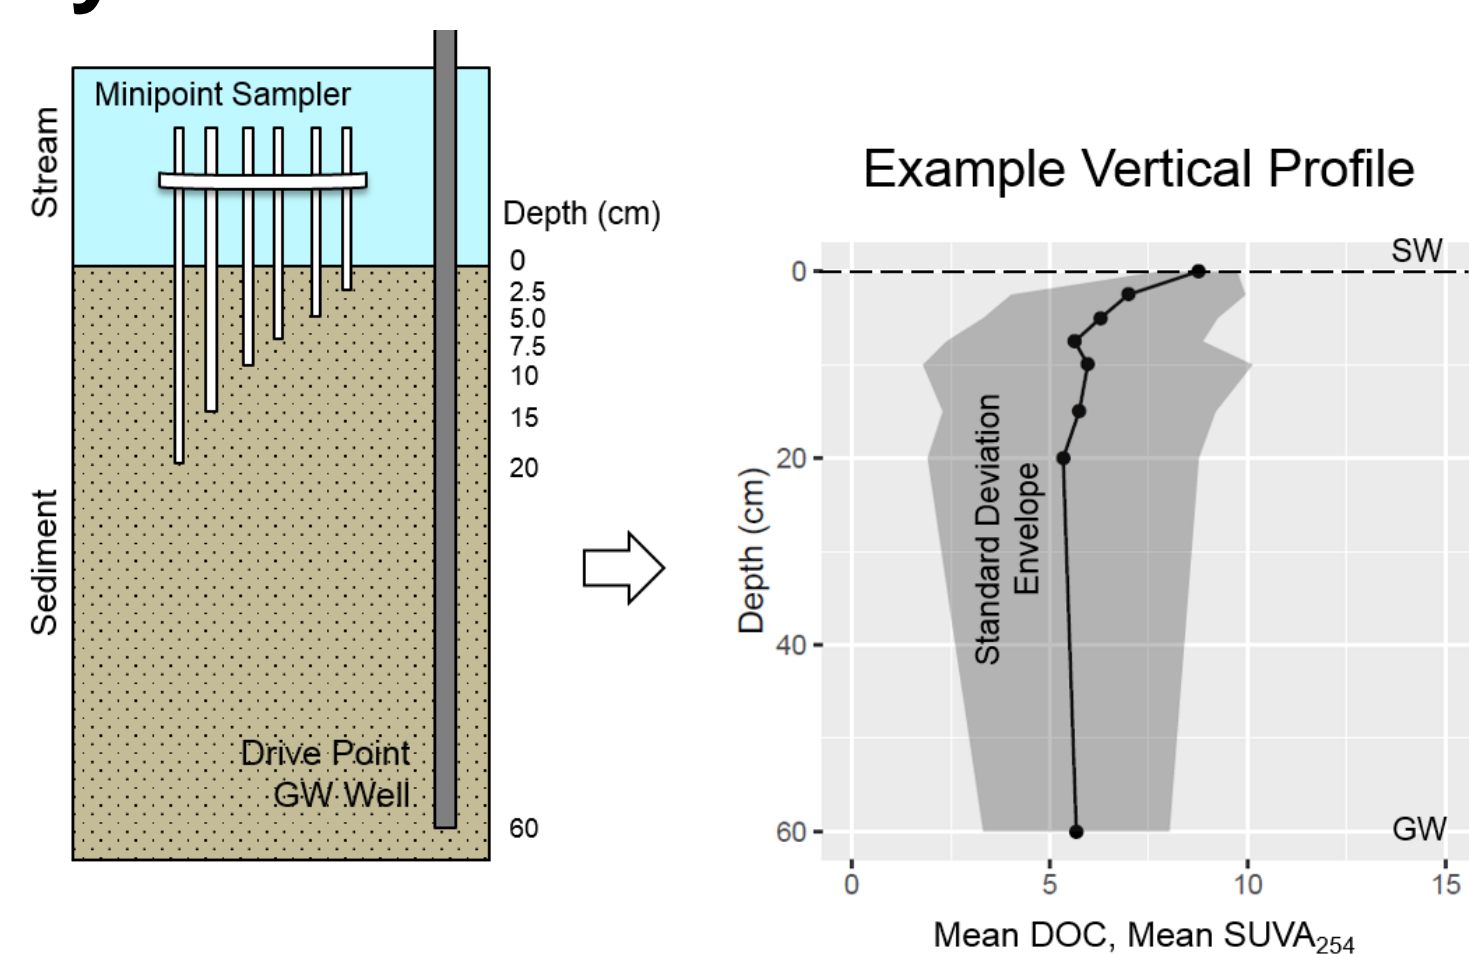 Minipoint Sampler
Stream
Sediment
Depth (cm)
0
2.5
5.0
7.5
10
15
20
60
Drive Point
GW Well
Example Vertical Profile
SW
GW
Standard Deviation
Envelope
Depth (cm)
0
20
40
60
0 5 10 15
Mean DOC, Mean SUVA254